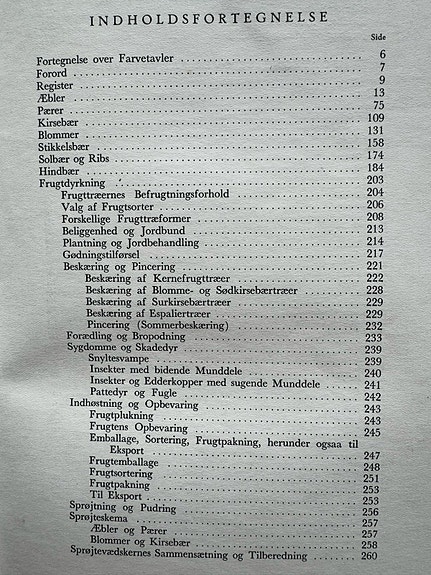 INDHOLDSFORTEGNELSE
Side
Fortegnelse over Farvetavler 6
Forord 7
Register 9
Æbler 13
Pærer 75
Kirsebær 109
Blommer 131
Stikkelsbær 158
Solbær og Ribs 174
Hindbær 184
Frugtdyrkning 203
Frugttræernes Befrugtningsforhold 204
Valg af Frugtsorter 206
Forskellige Frugttræformer 208
Beliggenhed og Jordbund 213
Plantning og Jordbehandling 214
Gødningstilførsel 217
Beskæring og Pincering 221
Beskæring af Kernefrugttræer 222
Beskæring af Blomme- og Sødkirsebærtræer 228
Beskæring af Surkirsebærtræer 229
Beskæring af Espaliertræer 229
Pincering (Sommerbeskæring) 232
Forædling og Bropodning 233
Sygdomme og Skadedyr 239
Snyltesvampe 239
Insekter med bidende Munddele 240
Insekter og Edderkopper med sugende Munddele 241
Pattedyr og Fugle 242
Indhøstning og Opbevaring 243
Frugtplukning 243
Frugtens Opbevaring 245
Emballage, Sortering, Frugtpakning, herunder ogsaa til
Eksport 247
Frugtemballage 248
Frugtsortering 251
Frugtpakning 253
Til Eksport 253
Sprøjtning og Pudring 256
Sprøjteskema 257
Æbler og Pærer 257
Blommer og Kirsebær 258
Sprøjtevædskernes Sammensætning og Tilberedning 260